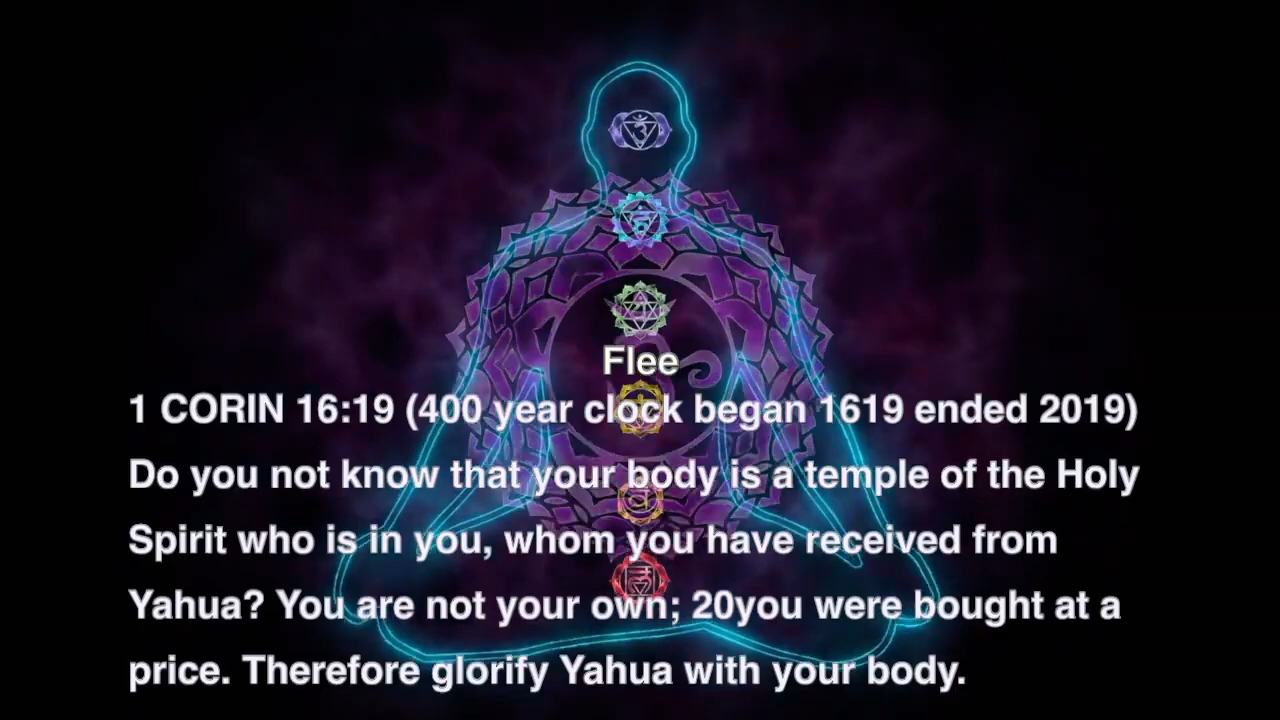 Flee
1 CORIN 16:19 (400 year clock began 1619 ended 2019)
Do you not know that your body is a temple of the Holy
Spirit who is in you, whom you have received from
Yahua? You are not your own; 20you were bought at a
price. Therefore glorify Yahua with your body.